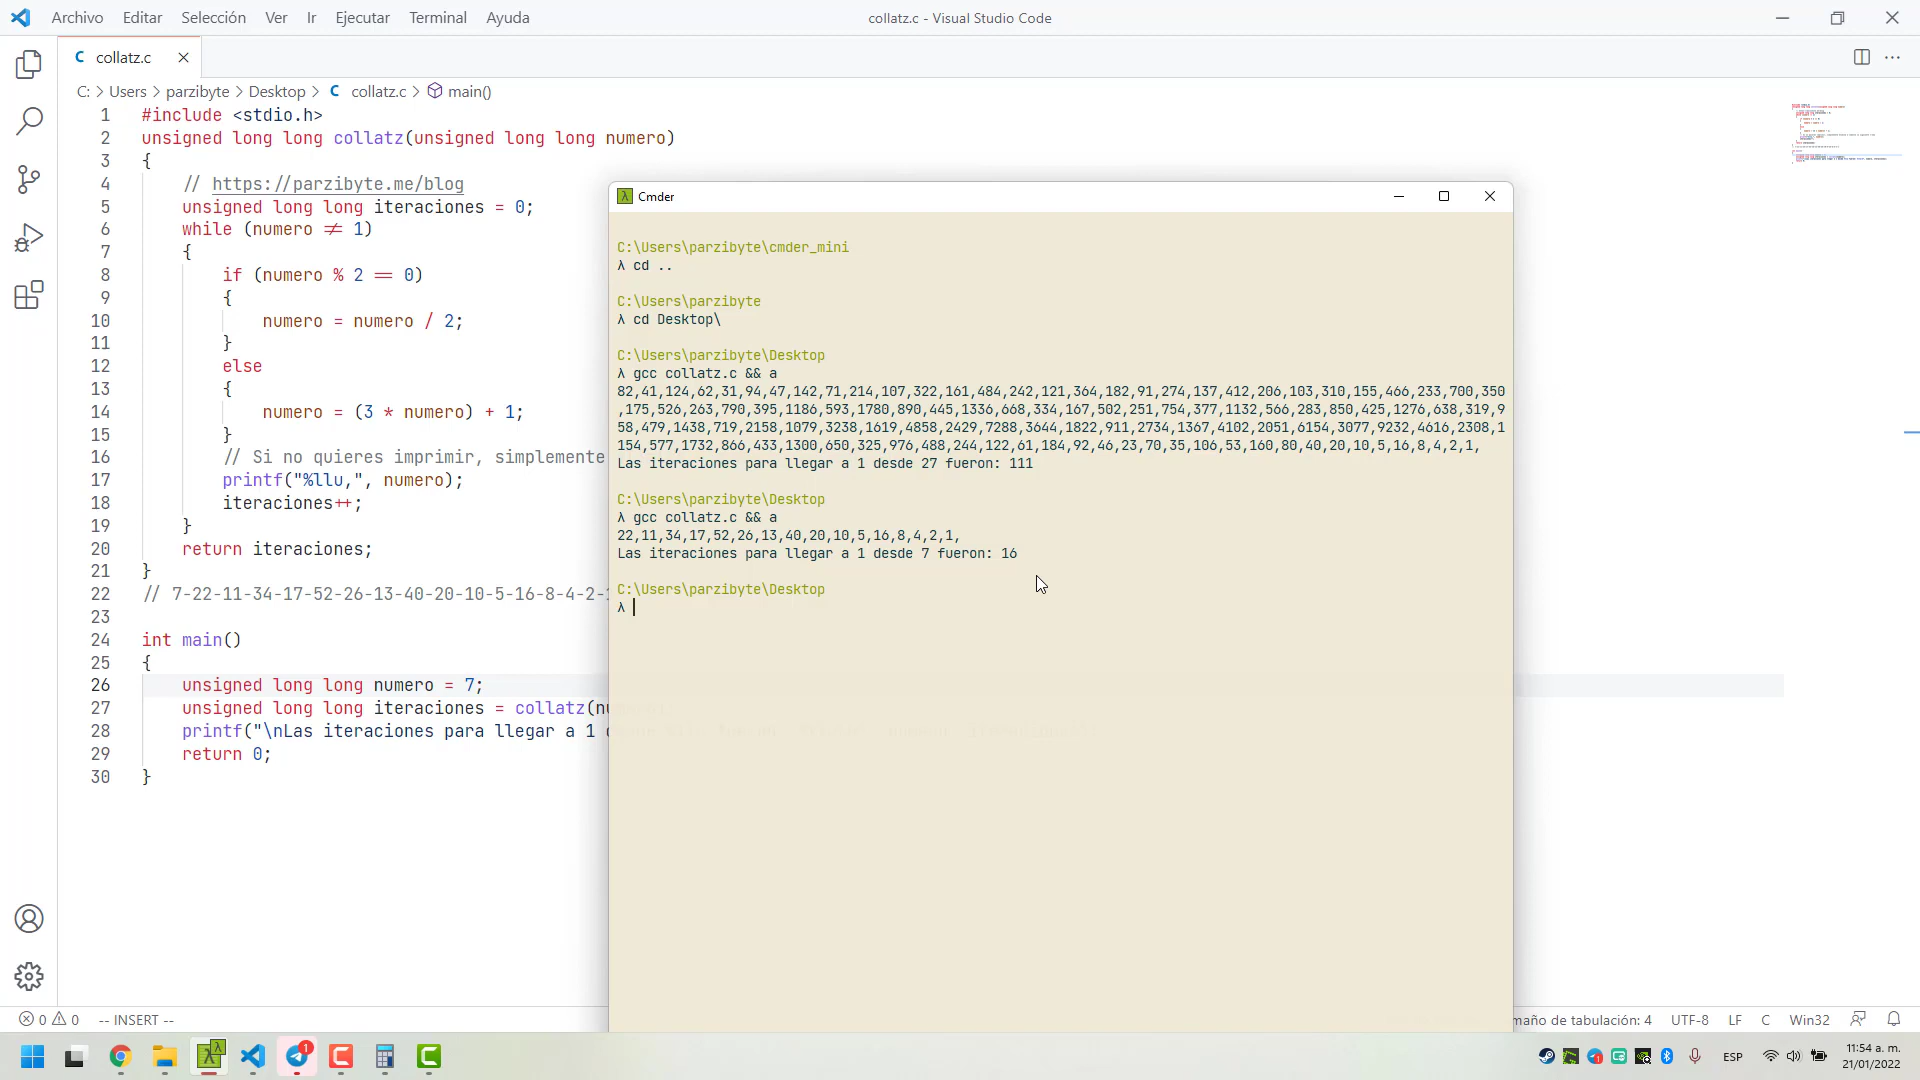 Archivo Editar Selección Ver Ir Ejecutar Terminal Ayuda
collatz.c - Visual Studio Code
C collatz.c
C: > Users > parzibyte > Desktop > C collatz.c > main()
1 #include <stdio.h>
2 unsigned long long collatz(unsigned long long numero)
3 {
4 // https://parzibyte.me/blog
5 unsigned long long iteraciones = 0;
6 while (numero ≠ 1)
7 {
8 if (numero % 2 == 0)
9 {
10 numero = numero / 2;
11 }
12 else
13 {
14 numero = (3 * numero) + 1;
15 }
16 // Si no quieres imprimir, simplemente
17 printf("%llu,", numero);
18 iteraciones++;
19 }
20 return iteraciones;
21 }
22 // 7-22-11-34-17-52-26-13-40-20-10-5-16-8-4-2-1
23
24 int main()
25 {
26 unsigned long long numero = 7;
27 unsigned long long iteraciones = collatz(
28 printf("\nLas iteraciones para llegar a 1
29 return 0;
30 }
Cmder
C:\Users\parzibyte\cmder_mini
λ cd ..
C:\Users\parzibyte
λ cd Desktop\
C:\Users\parzibyte\Desktop
λ gcc collatz.c && a
82,41,124,62,31,94,47,142,71,214,107,322,161,484,242,121,364,182,91,274,137,412,206,103,310,155,466,233,700,350
,175,526,263,790,395,1186,593,1780,890,445,1336,668,334,167,502,251,754,377,1132,566,283,850,425,1276,638,319,9
58,479,1438,719,2158,1079,3238,1619,4858,2429,7288,3644,1822,911,2734,1367,4102,2051,6154,3077,9232,4616,2308,1
154,577,1732,866,433,1300,650,325,976,488,244,122,61,184,92,46,23,70,35,106,53,160,80,40,20,10,5,16,8,4,2,1,
Las iteraciones para llegar a 1 desde 27 fueron: 111
C:\Users\parzibyte\Desktop
λ gcc collatz.c && a
22,11,34,17,52,26,13,40,20,10,5,16,8,4,2,1,
Las iteraciones para llegar a 1 desde 7 fueron: 16
C:\Users\parzibyte\Desktop
λ
0 0 -- INSERT --
maño de tabulación: 4 UTF-8 LF C Win32
1
ESP
11:54 a. m.
21/01/2022